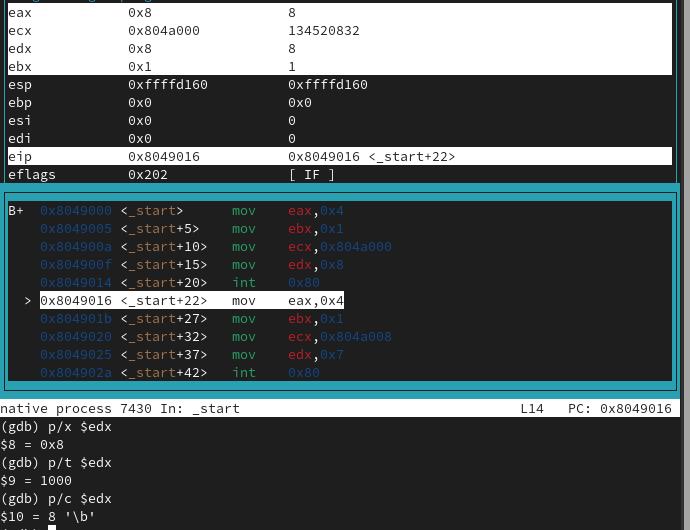 eax 0x8 8
ecx 0x804a000 134520832
edx 0x8 8
ebx 0x1 1
esp 0xffffd160 0xffffd160
ebp 0x0 0x0
esi 0x0 0
edi 0x0 0
eip 0x8049016 0x8049016 <_start+22>
eflags 0x202 [ IF ]
B+ 0x8049000 <_start> mov eax,0x4
0x8049005 <_start+5> mov ebx,0x1
0x804900a <_start+10> mov ecx,0x804a000
0x804900f <_start+15> mov edx,0x8
0x8049014 <_start+20> int 0x80
> 0x8049016 <_start+22> mov eax,0x4
0x804901b <_start+27> mov ebx,0x1
0x8049020 <_start+32> mov ecx,0x804a008
0x8049025 <_start+37> mov edx,0x7
0x804902a <_start+42> int 0x80
native process 7430 In: _start L14 PC: 0x8049016
(gdb) p/x $edx
$8 = 0x8
(gdb) p/t $edx
$9 = 1000
(gdb) p/c $edx
$10 = 8 '\b'